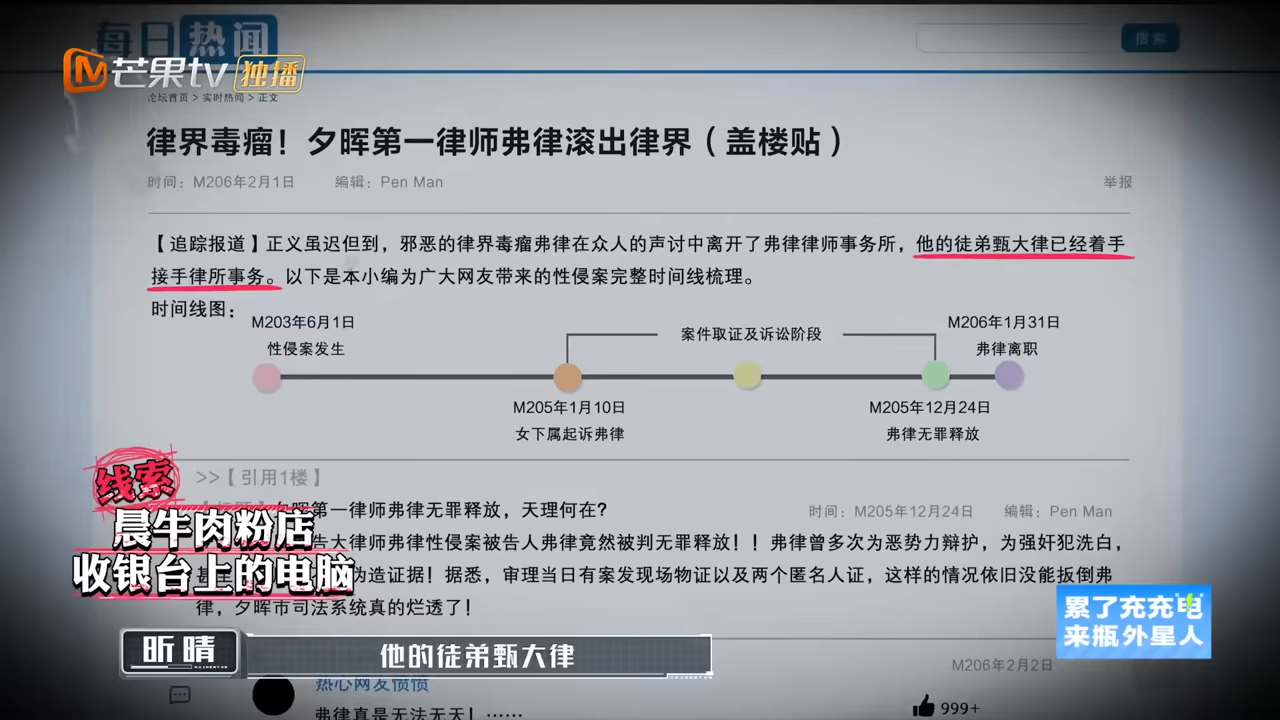 每日热闻
搜索
芒果tv 独播
论坛首页 > 实时热闻 > 正文
律界毒瘤！夕晖第一律师弗律滚出律界（盖楼贴）
时间：M206年2月1日 编辑：Pen Man 举报
【追踪报道】正义虽迟但到，邪恶的律界毒瘤弗律在众人的声讨中离开了弗律律师事务所，他的徒弟甄大律已经着手
接手律所事务。以下是本小编为广大网友带来的性侵案完整时间线梳理。
时间线图：
M203年6月1日
性侵案发生
案件取证及诉讼阶段
M206年1月31日
弗律离职
M205年1月10日
女下属起诉弗律
M205年12月24日
弗律无罪释放
>>【引用1楼】
夕晖第一律师弗律无罪释放，天理何在？
时间：M205年12月24日 编辑：Pen Man
告大律师弗律性侵案被告人弗律竟然被判无罪释放！！弗律曾多次为恶势力辩护，为强奸犯洗白，
伪造证据！据悉，审理当日有案发现场物证以及两个匿名人证，这样的情况依旧没能扳倒弗
律，夕晖市司法系统真的烂透了！
线索
晨牛肉粉店
收银台上的电脑
累了充充电
来瓶外星人
昕晴
他的徒弟甄大律
M206年2月2日
热心网友愤愤
弗律真是无法无天！……
999+